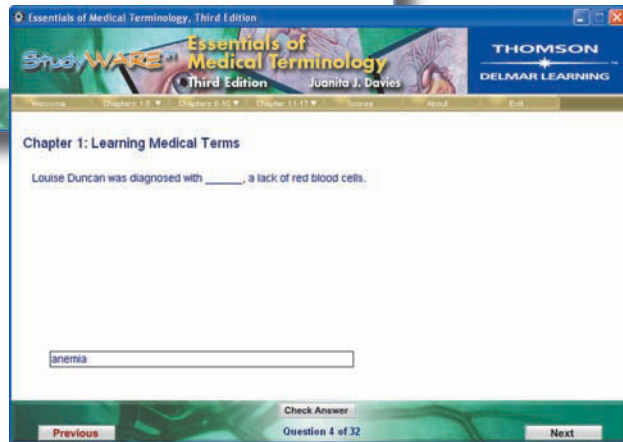 Essentials of Medical Terminology, Third Edition
StudyWARE™
Essentials of
Medical Terminology
Third Edition Juanita J. Davies
THOMSON
DELMAR LEARNING
Welcome Chapters 1-5 Chapters 6-10 Chapter 11-17 Scores About Exit
Chapter 1: Learning Medical Terms
Louise Duncan was diagnosed with ______, a lack of red blood cells.
anemia
Check Answer
Previous Question 4 of 32 Next